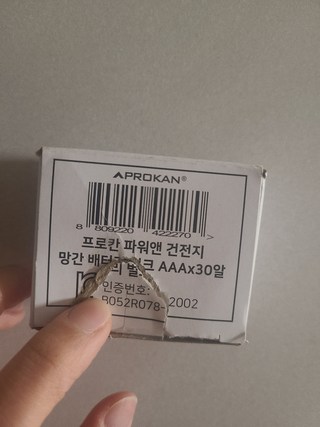 APROKAN®
8 809220 422270 >
프로칸 파워앤 건전지
망간 배터리 벌크 AAAx30알
인증번호:
B052R078-2002